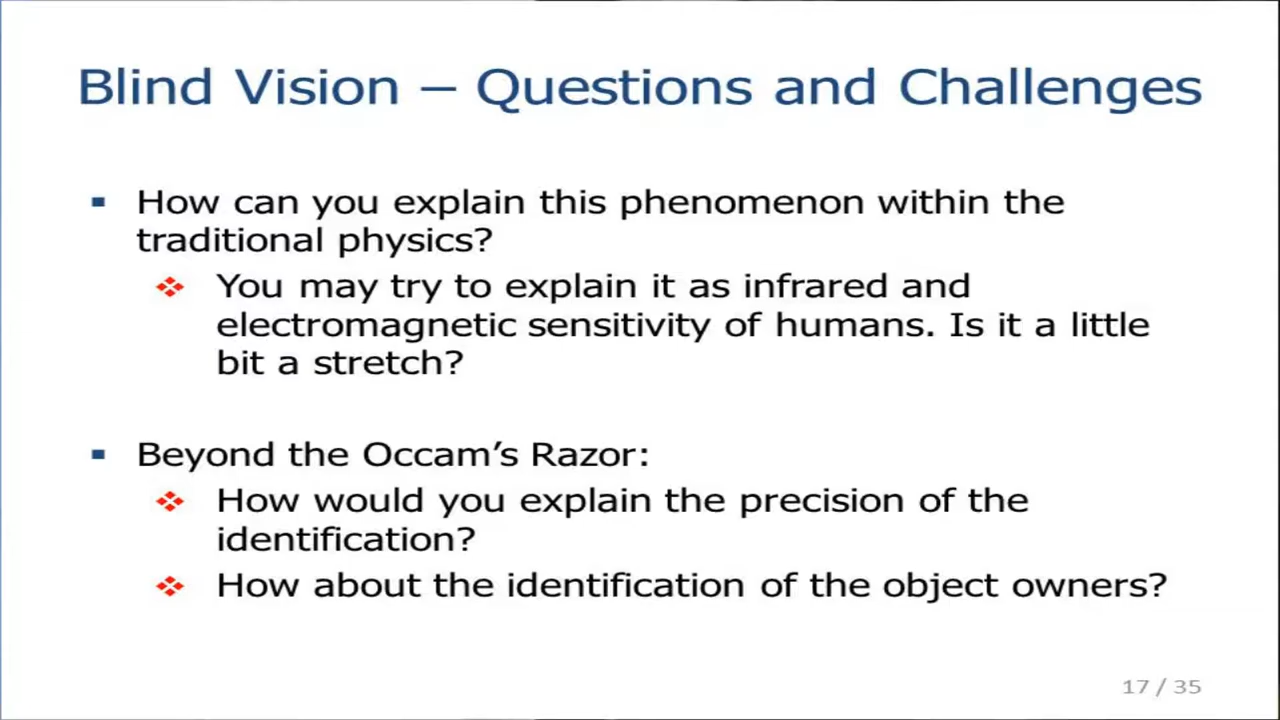 Blind Vision – Questions and Challenges
How can you explain this phenomenon within the
traditional physics?
You may try to explain it as infrared and
electromagnetic sensitivity of humans. Is it a little
bit a stretch?
Beyond the Occam’s Razor:
How would you explain the precision of the
identification?
How about the identification of the object owners?
17 / 35